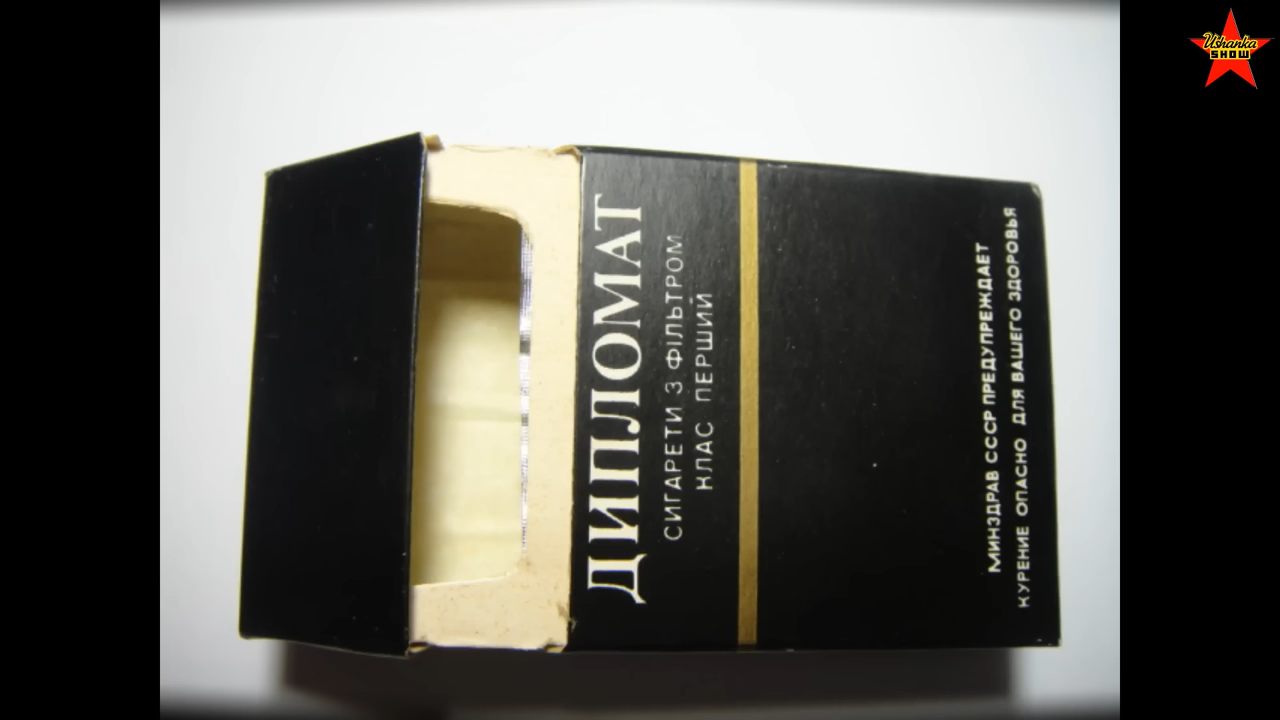 ДИПЛОМАТ
СИГАРЕТИ З ФІЛЬТРОМ
КЛАС ПЕРШИЙ
МИНЗДРАВ СССР ПРЕДУПРЕЖДАЕТ
КУРЕНИЕ ОПАСНО ДЛЯ ВАШЕГО ЗДОРОВЬЯ
Ushanka
SHOW